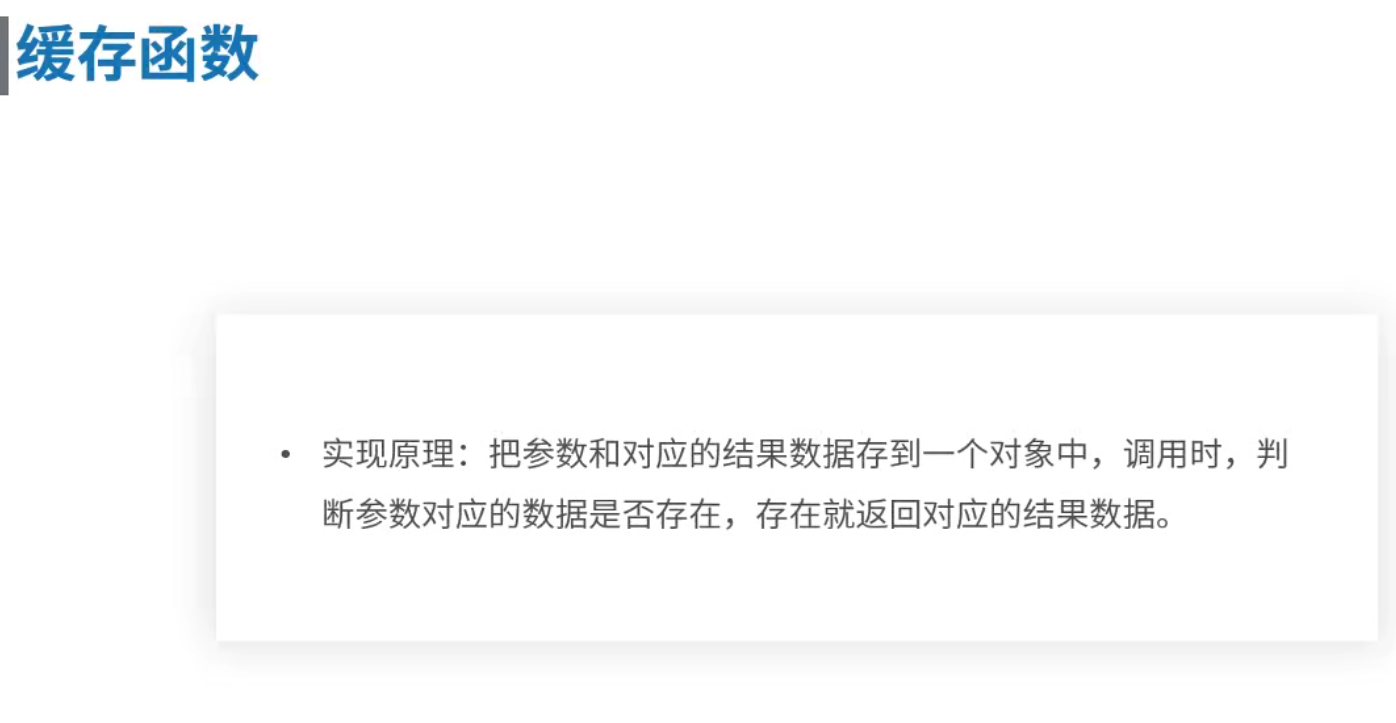 缓存函数
• 实现原理：把参数和对应的结果数据存到一个对象中，调用时，判
断参数对应的数据是否存在，存在就返回对应的结果数据。